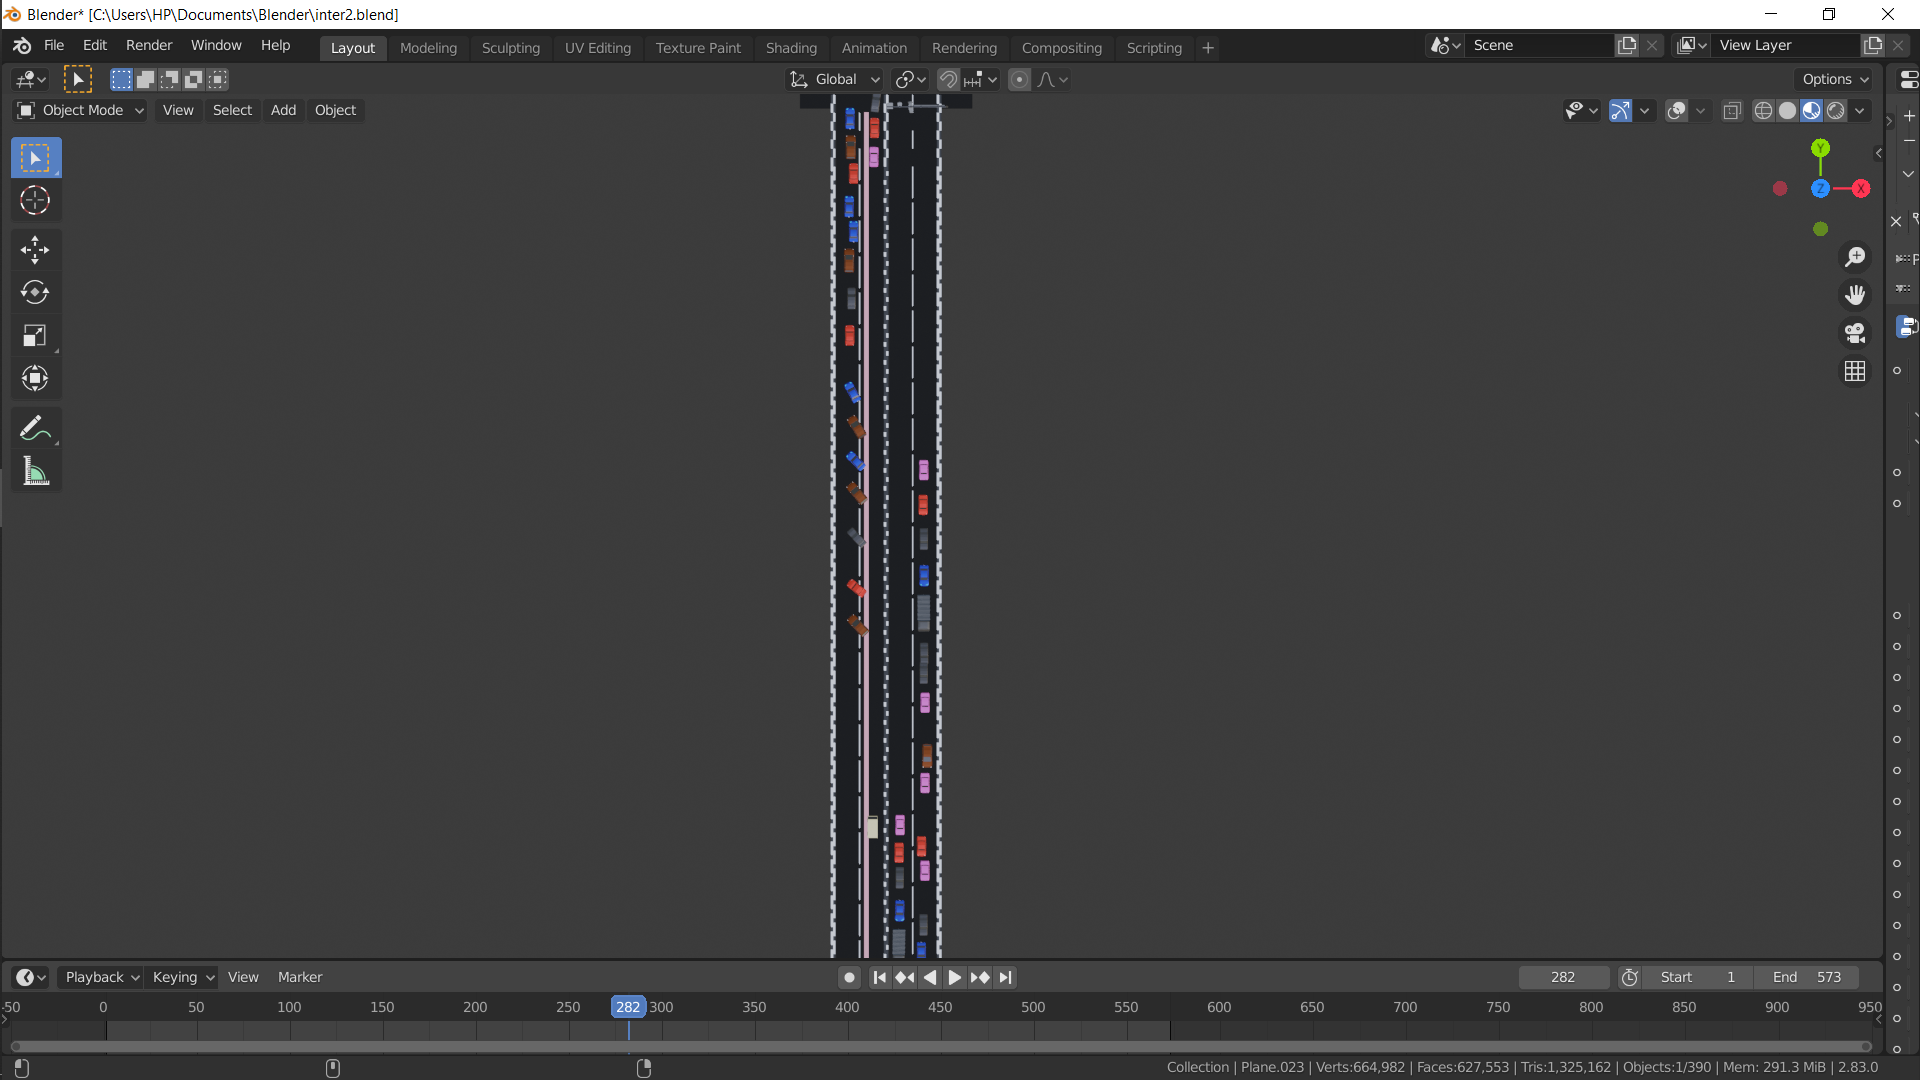 Blender* [C:\Users\HP\Documents\Blender\inter2.blend]
File Edit Render Window Help Layout Modeling Sculpting UV Editing Texture Paint Shading Animation Rendering Compositing Scripting + Scene View Layer
Global Options
Object Mode View Select Add Object
Y
Z X
Playback Keying View Marker 282 Start 1 End 573
-50 0 50 100 150 200 250 282 300 350 400 450 500 550 600 650 700 750 800 850 900 950
Collection | Plane.023 | Verts:664,982 | Faces:627,553 | Tris:1,325,162 | Objects:1/390 | Mem: 291.3 MiB | 2.83.0